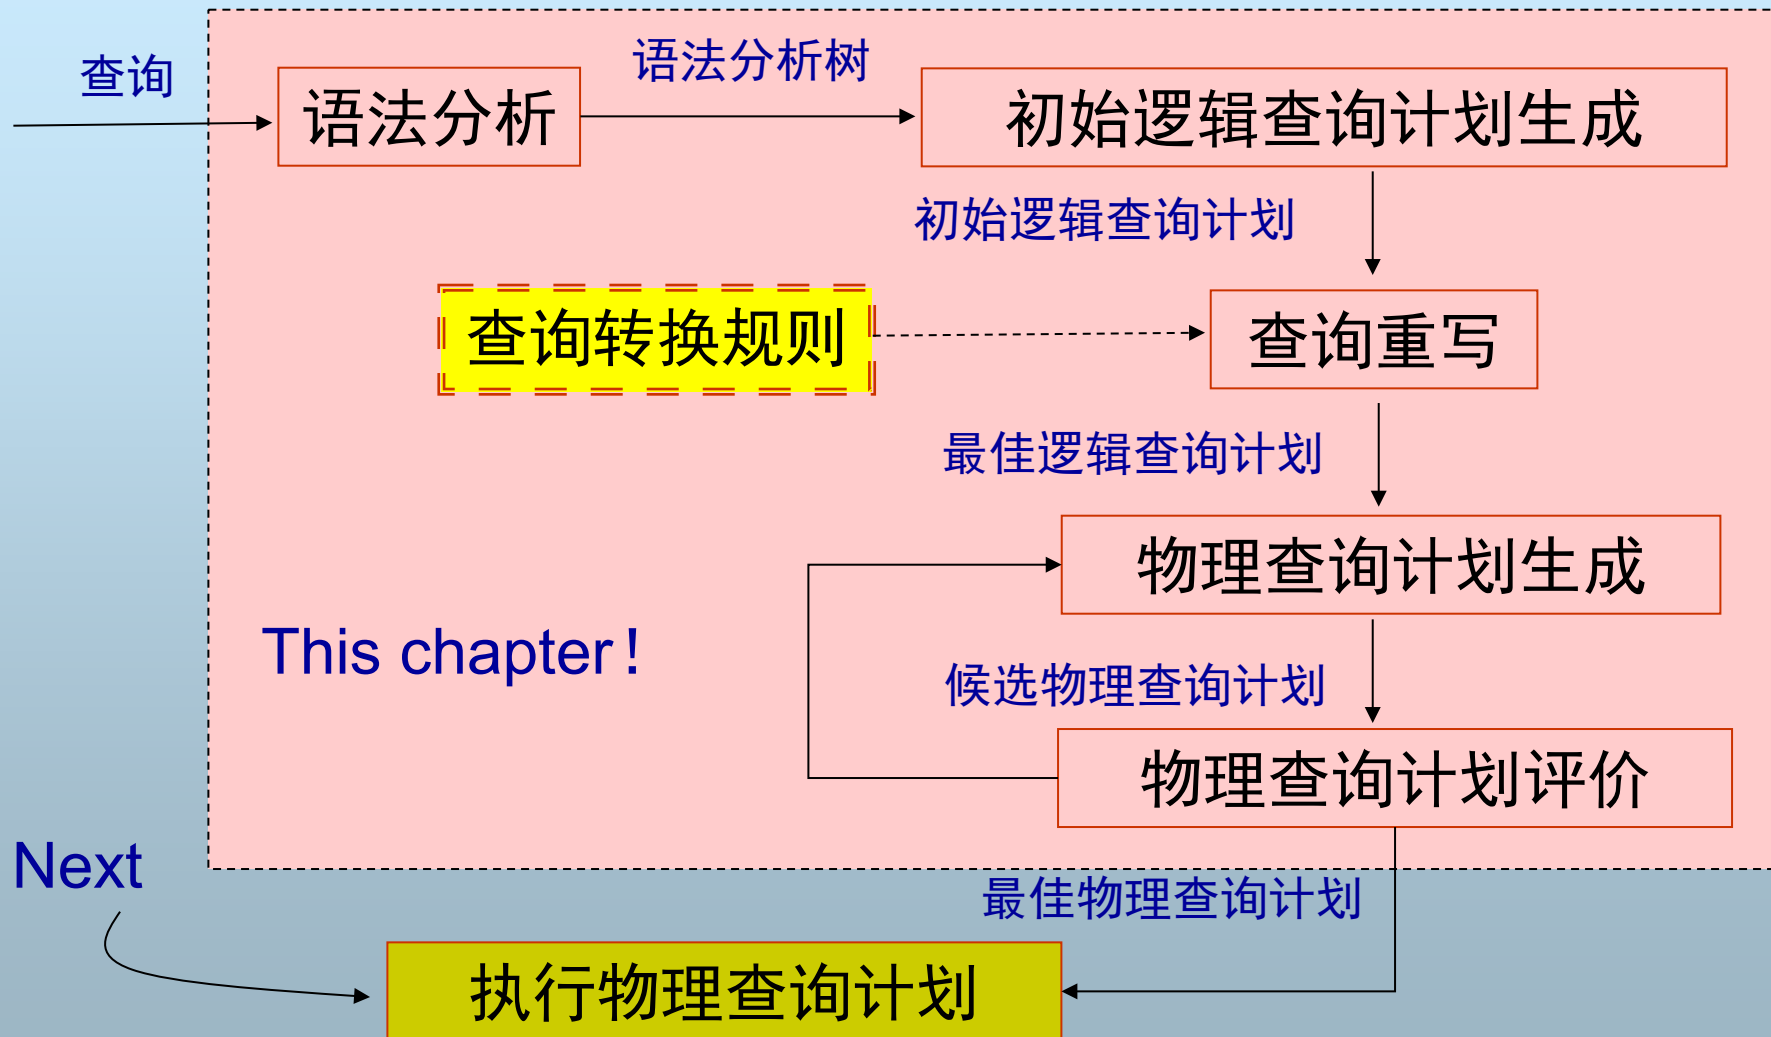 查询
语法分析树
语法分析
初始逻辑查询计划生成
初始逻辑查询计划
查询转换规则
查询重写
最佳逻辑查询计划
物理查询计划生成
This chapter!
候选物理查询计划
物理查询计划评价
Next
最佳物理查询计划
执行物理查询计划